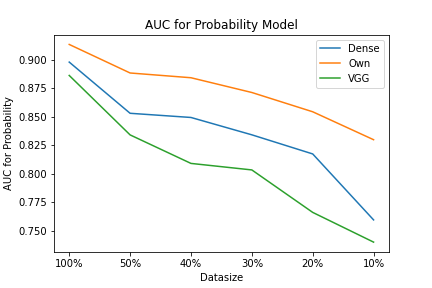 AUC for Probability Model
Dense
Own
VGG
AUC for Probability
0.900
0.875
0.850
0.825
0.800
0.775
0.750
100% 50% 40% 30% 20% 10%
Datasize